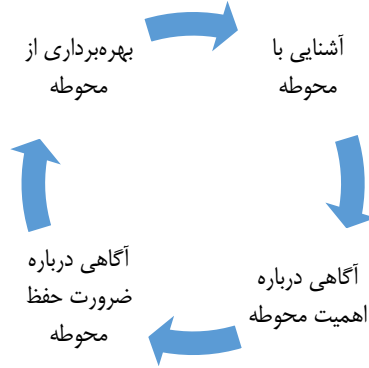 آشنایی با
محوطه
آگاهی درباره
اهمیت محوطه
آگاهی درباره
ضرورت حفظ
محوطه
بهره‌برداری از
محوطه